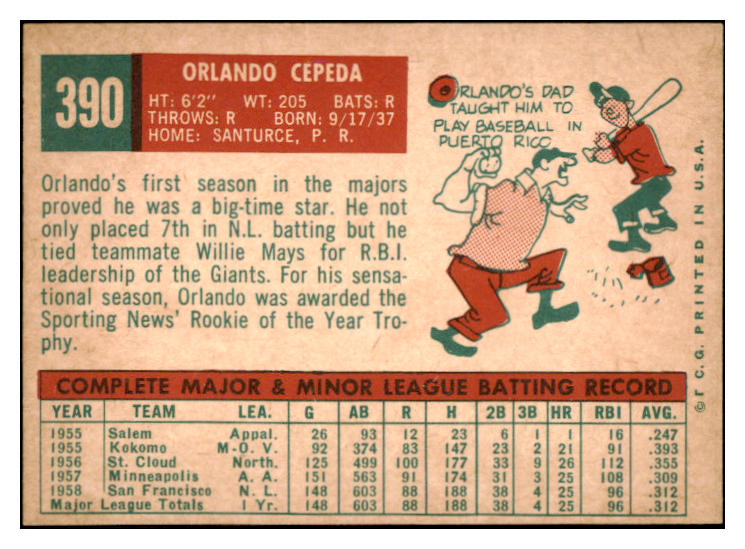 390
ORLANDO CEPEDA
HT: 6'2" WT: 205 BATS: R
THROWS: R BORN: 9/17/37
HOME: SANTURCE, P. R.
ORLANDO'S DAD
TAUGHT HIM TO
PLAY BASEBALL IN
PUERTO RICO
Orlando's first season in the majors
proved he was a big-time star. He not
only placed 7th in N.L. batting but he
tied teammate Willie Mays for R.B.I.
leadership of the Giants. For his sensa-
tional season, Orlando was awarded the
Sporting News' Rookie of the Year Tro-
phy.
COMPLETE MAJOR & MINOR LEAGUE BATTING RECORD
YEAR TEAM LEA. G AB R H 2B 3B HR RBI AVG.
1955 Salem Appal. 26 93 12 23 6 1 1 16 .247
1955 Kokomo M-O. V. 92 374 83 147 23 2 21 91 .393
1956 St. Cloud North. 125 499 100 177 33 9 26 112 .355
1957 Minneapolis A. A. 151 563 91 174 31 3 25 108 .309
1958 San Francisco N. L. 148 603 88 188 38 4 25 96 .312
Major League Totals 1 Yr. 148 603 88 188 38 4 25 96 .312
© T. C. G. PRINTED IN U.S.A.